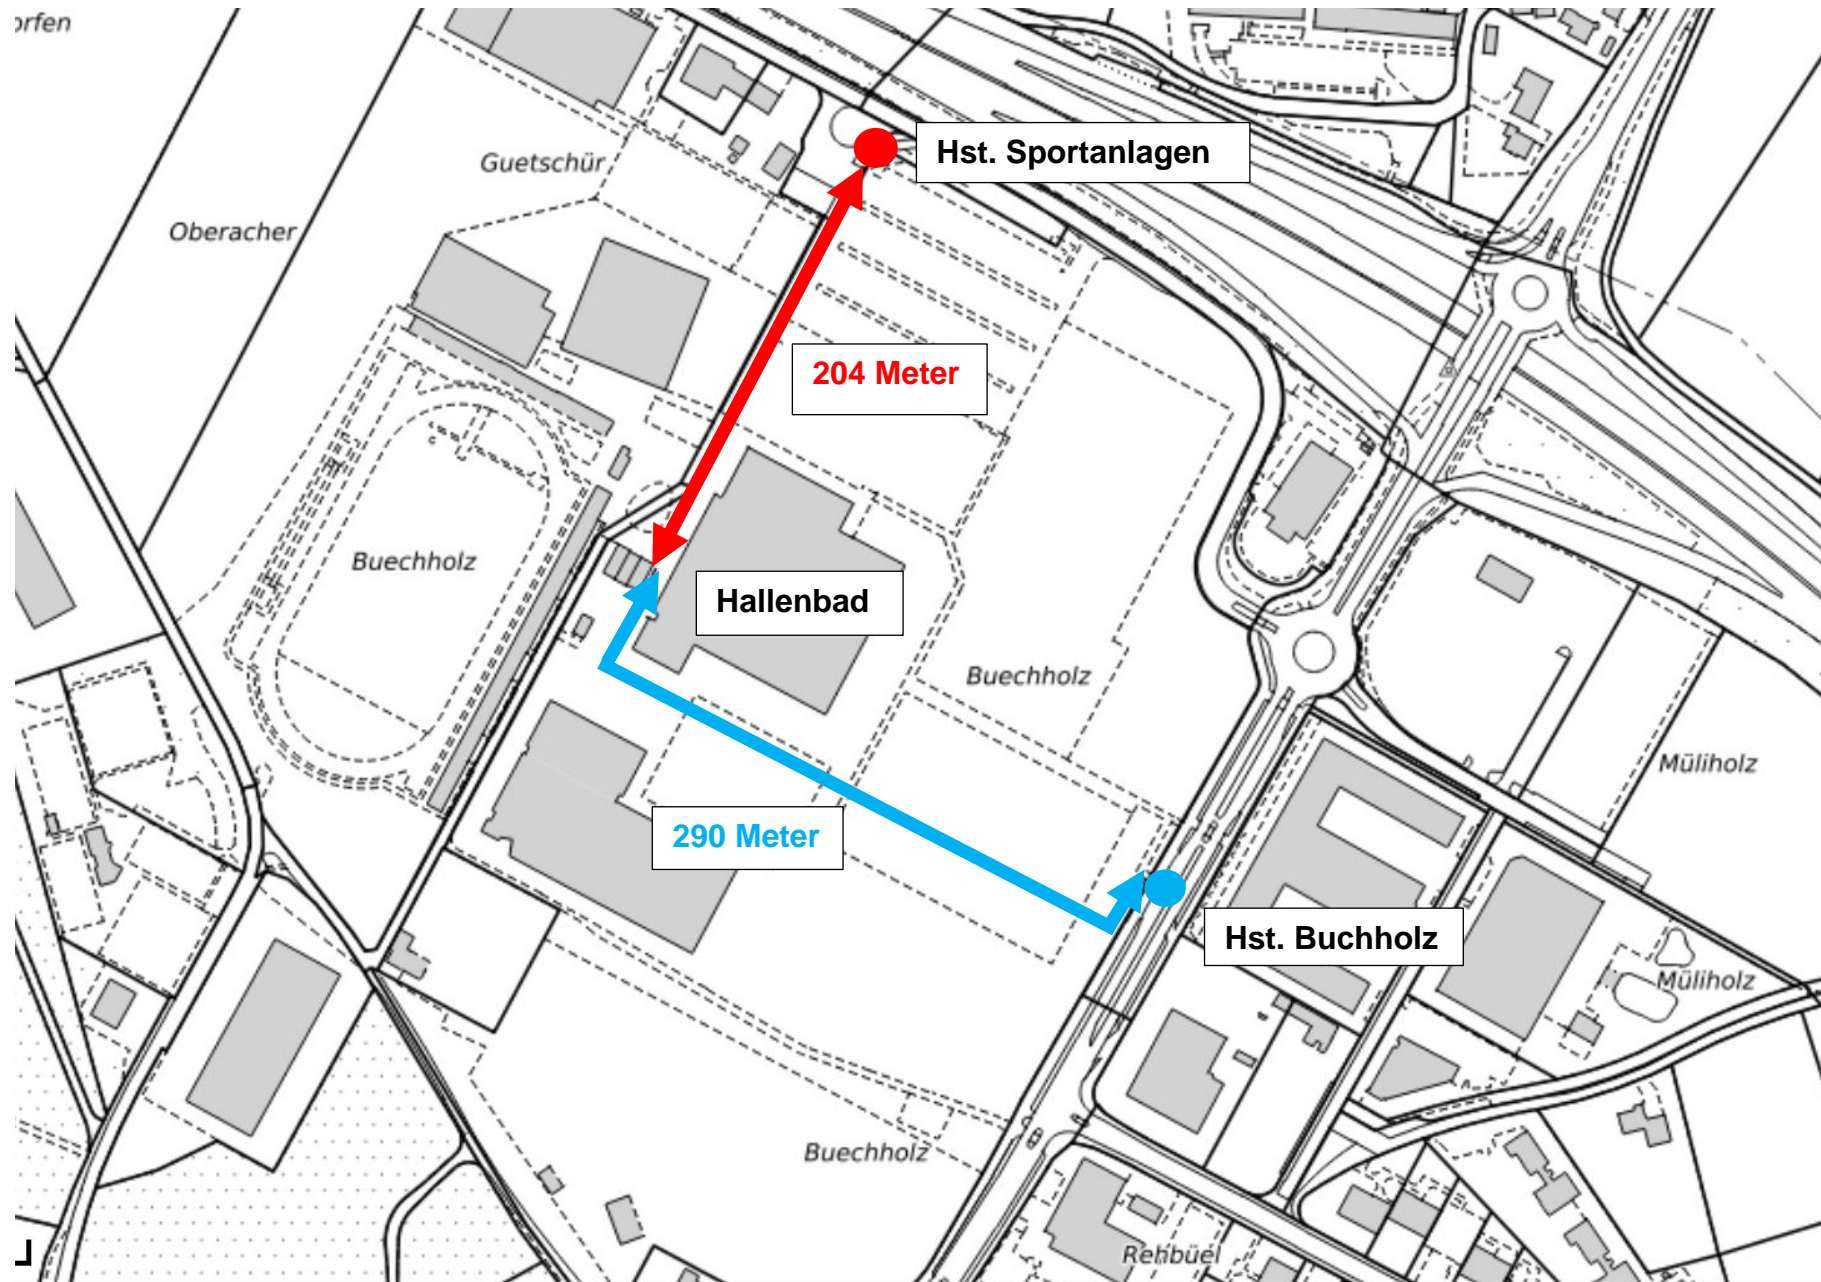 orfen
Hst. Sportanlagen
Guetschür
Oberacher
204 Meter
Buechholz
Hallenbad
Buechholz
Müliholz
290 Meter
Hst. Buchholz
Müliholz
Buechholz
Rehbüel